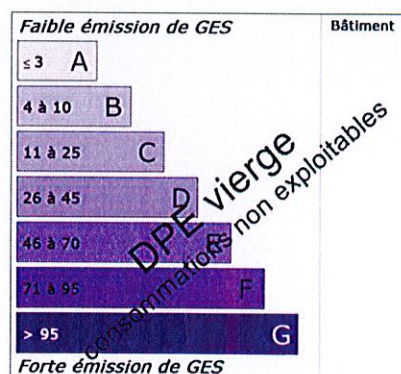 Faible émission de GES
Bâtiment
≤ 3 A
4 à 10 B
11 à 25 C
26 à 45 D
46 à 70 E
71 à 95 F
> 95 G
Forte émission de GES
DPE vierge
consommations non exploitables